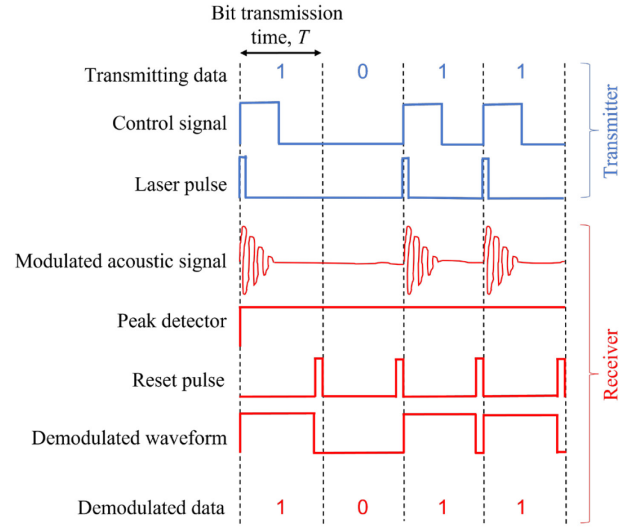 Bit transmission
time, T
Transmitting data 1 0 1 1
Control signal
Laser pulse
Transmitter
Modulated acoustic signal
Peak detector
Reset pulse
Demodulated waveform
Demodulated data 1 0 1 1
Receiver